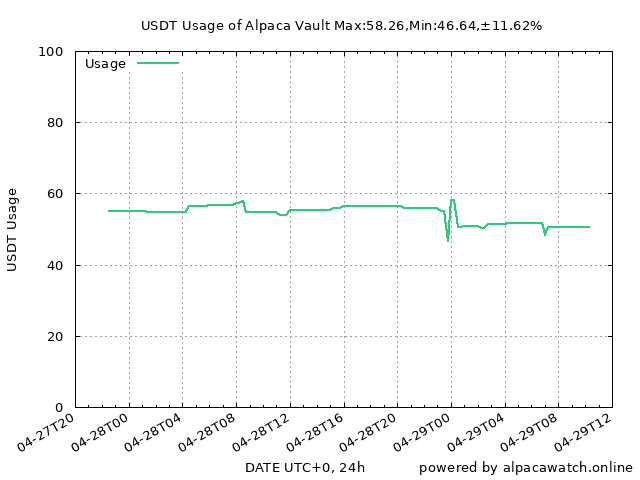 USDT Usage of Alpaca Vault Max:58.26,Min:46.64,±11.62%
100
80
60
40
20
0
USDT Usage
Usage
04-27T20
04-28T00
04-28T04
04-28T08
04-28T12
04-28T16
04-28T20
04-29T00
04-29T04
04-29T08
04-29T12
DATE UTC+0, 24h
powered by alpacawatch.online